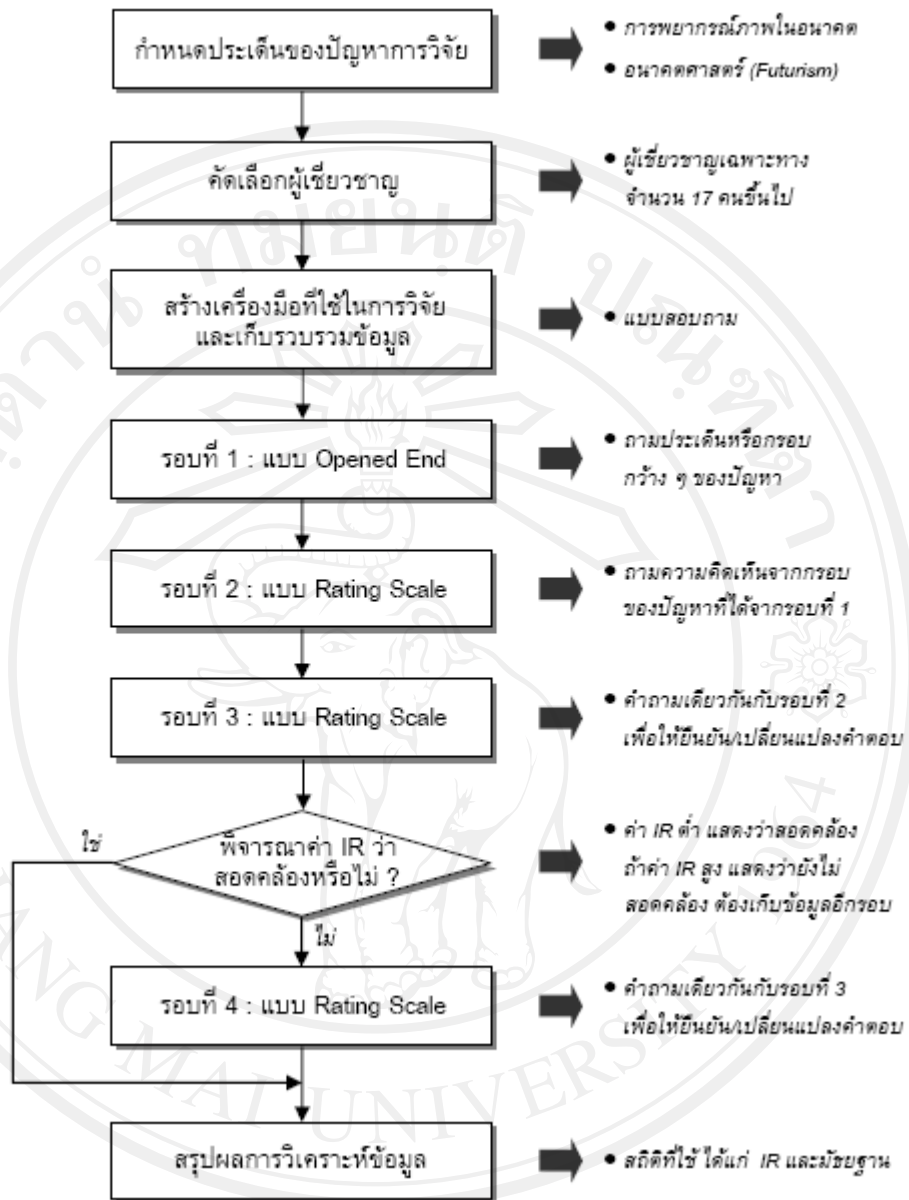 กำหนดประเด็นของปัญหาการวิจัย
● การพยากรณ์ภาพในอนาคต
● อนาคตศาสตร์ (Futurism)
คัดเลือกผู้เชี่ยวชาญ
● ผู้เชี่ยวชาญเฉพาะทาง
จำนวน 17 คนขึ้นไป
สร้างเครื่องมือที่ใช้ในการวิจัย
และเก็บรวบรวมข้อมูล
● แบบสอบถาม
รอบที่ 1 : แบบ Opened End
● ถามประเด็นหรือกรอบ
กว้าง ๆ ของปัญหา
รอบที่ 2 : แบบ Rating Scale
● ถามความคิดเห็นจากกรอบ
ของปัญหาที่ได้จากรอบที่ 1
รอบที่ 3 : แบบ Rating Scale
● คำถามเดียวกันกับรอบที่ 2
เพื่อให้ยืนยัน/เปลี่ยนแปลงคำตอบ
ใช่
พิจารณาค่า IR ว่า
สอดคล้องหรือไม่ ?
● ค่า IR ต่ำ แสดงว่าสอดคล้อง
ถ้าค่า IR สูง แสดงว่ายังไม่
สอดคล้อง ต้องเก็บข้อมูลอีกรอบ
ไม่
รอบที่ 4 : แบบ Rating Scale
● คำถามเดียวกันกับรอบที่ 3
เพื่อให้ยืนยัน/เปลี่ยนแปลงคำตอบ
สรุปผลการวิเคราะห์ข้อมูล
● สถิติที่ใช้ ได้แก่ IR และมัธยฐาน
ทมยนฺติ ปณฺฑิตา
ANG MAI UNIVERSITY 1964